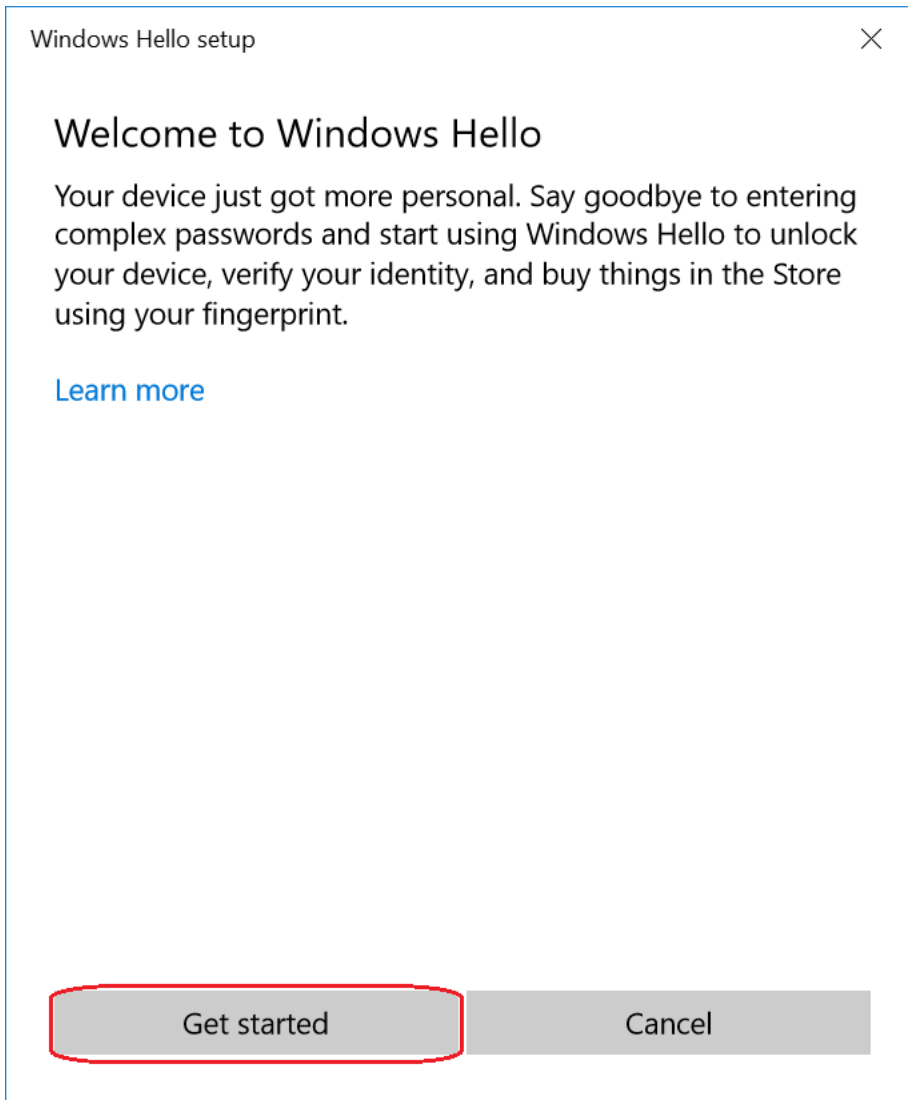 Windows Hello setup
Welcome to Windows Hello
Your device just got more personal. Say goodbye to entering
complex passwords and start using Windows Hello to unlock
your device, verify your identity, and buy things in the Store
using your fingerprint.
Learn more
Get started
Cancel